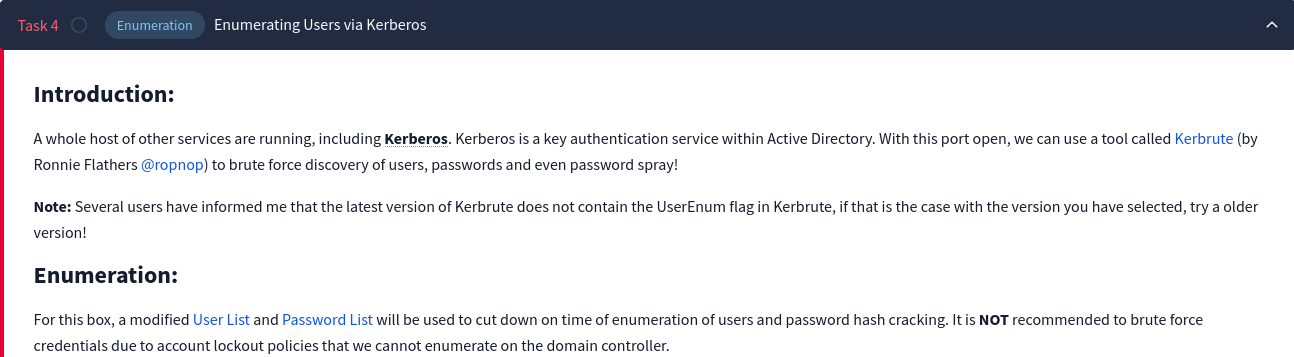 Task 4 Enumeration Enumerating Users via Kerberos
Introduction:
A whole host of other services are running, including Kerberos. Kerberos is a key authentication service within Active Directory. With this port open, we can use a tool called Kerbrute (by
Ronnie Flathers @ropnop) to brute force discovery of users, passwords and even password spray!
Note: Several users have informed me that the latest version of Kerbrute does not contain the UserEnum flag in Kerbrute, if that is the case with the version you have selected, try a older
version!
Enumeration:
For this box, a modified User List and Password List will be used to cut down on time of enumeration of users and password hash cracking. It is NOT recommended to brute force
credentials due to account lockout policies that we cannot enumerate on the domain controller.